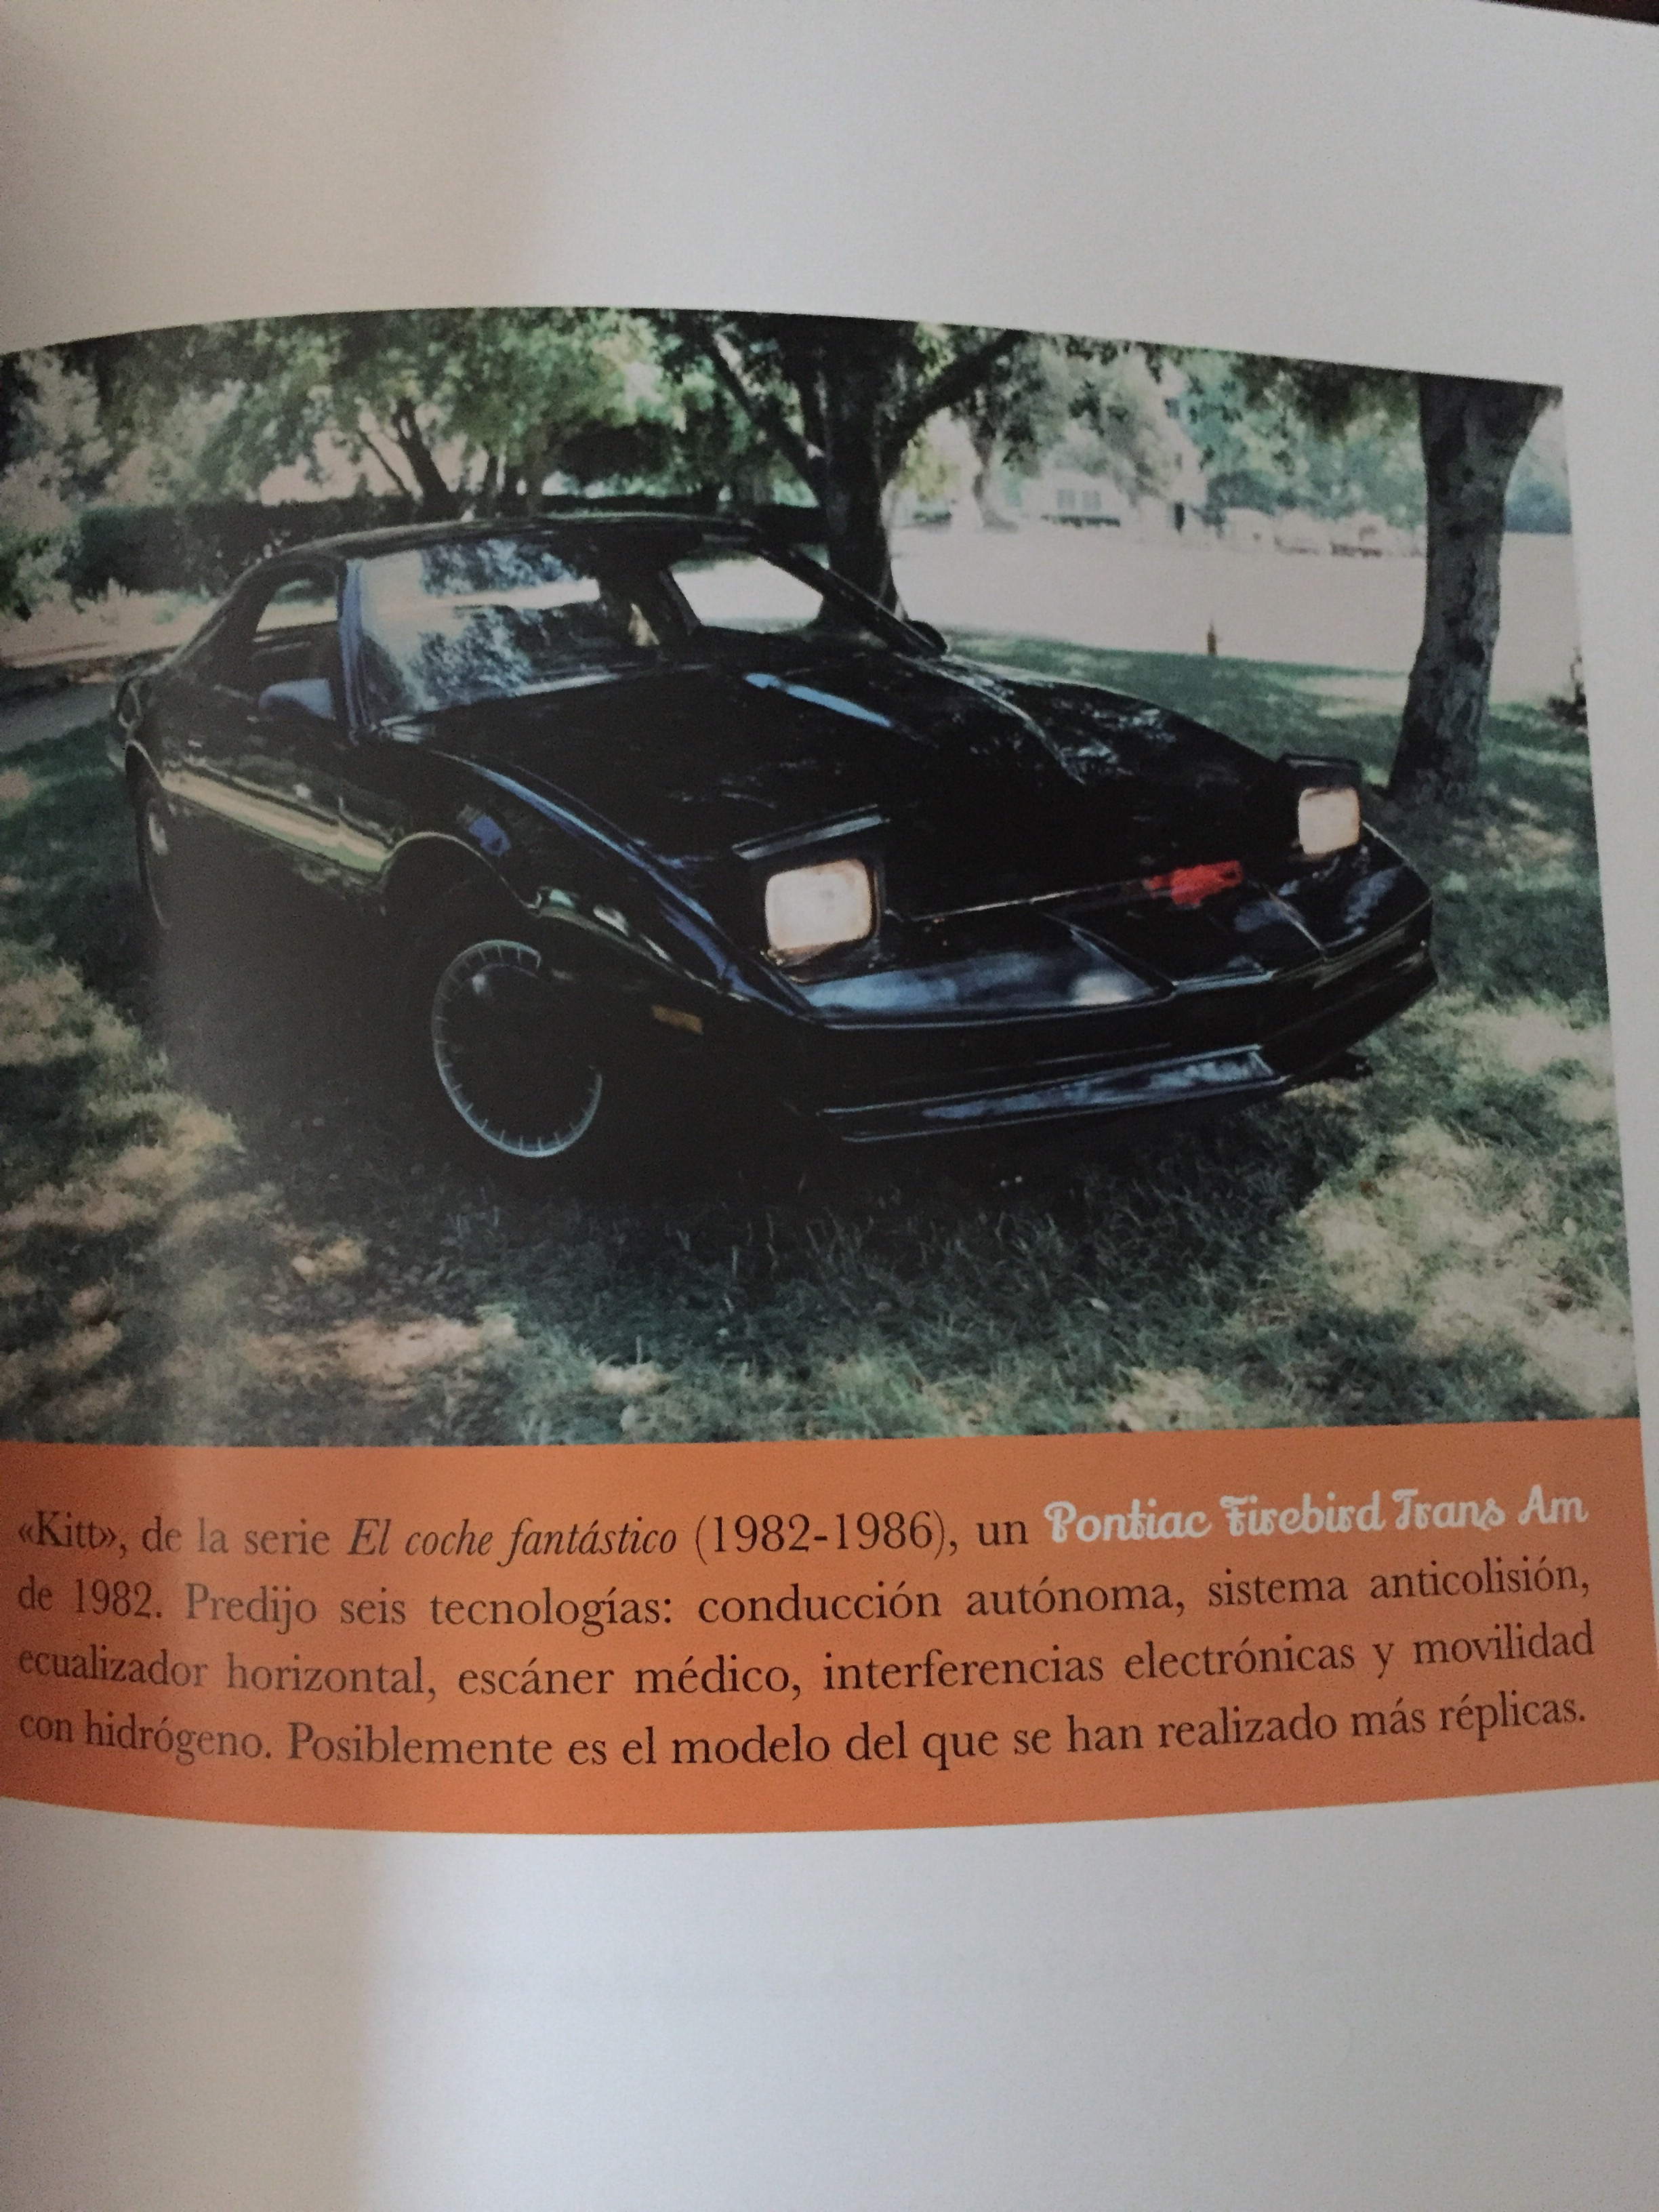 «Kitt», de la serie El coche fantástico (1982-1986), un Pontiac Firebird Trans Am
de 1982. Predijo seis tecnologías: conducción autónoma, sistema anticolisión,
ecualizador horizontal, escáner médico, interferencias electrónicas y movilidad
con hidrógeno. Posiblemente es el modelo del que se han realizado más réplicas.